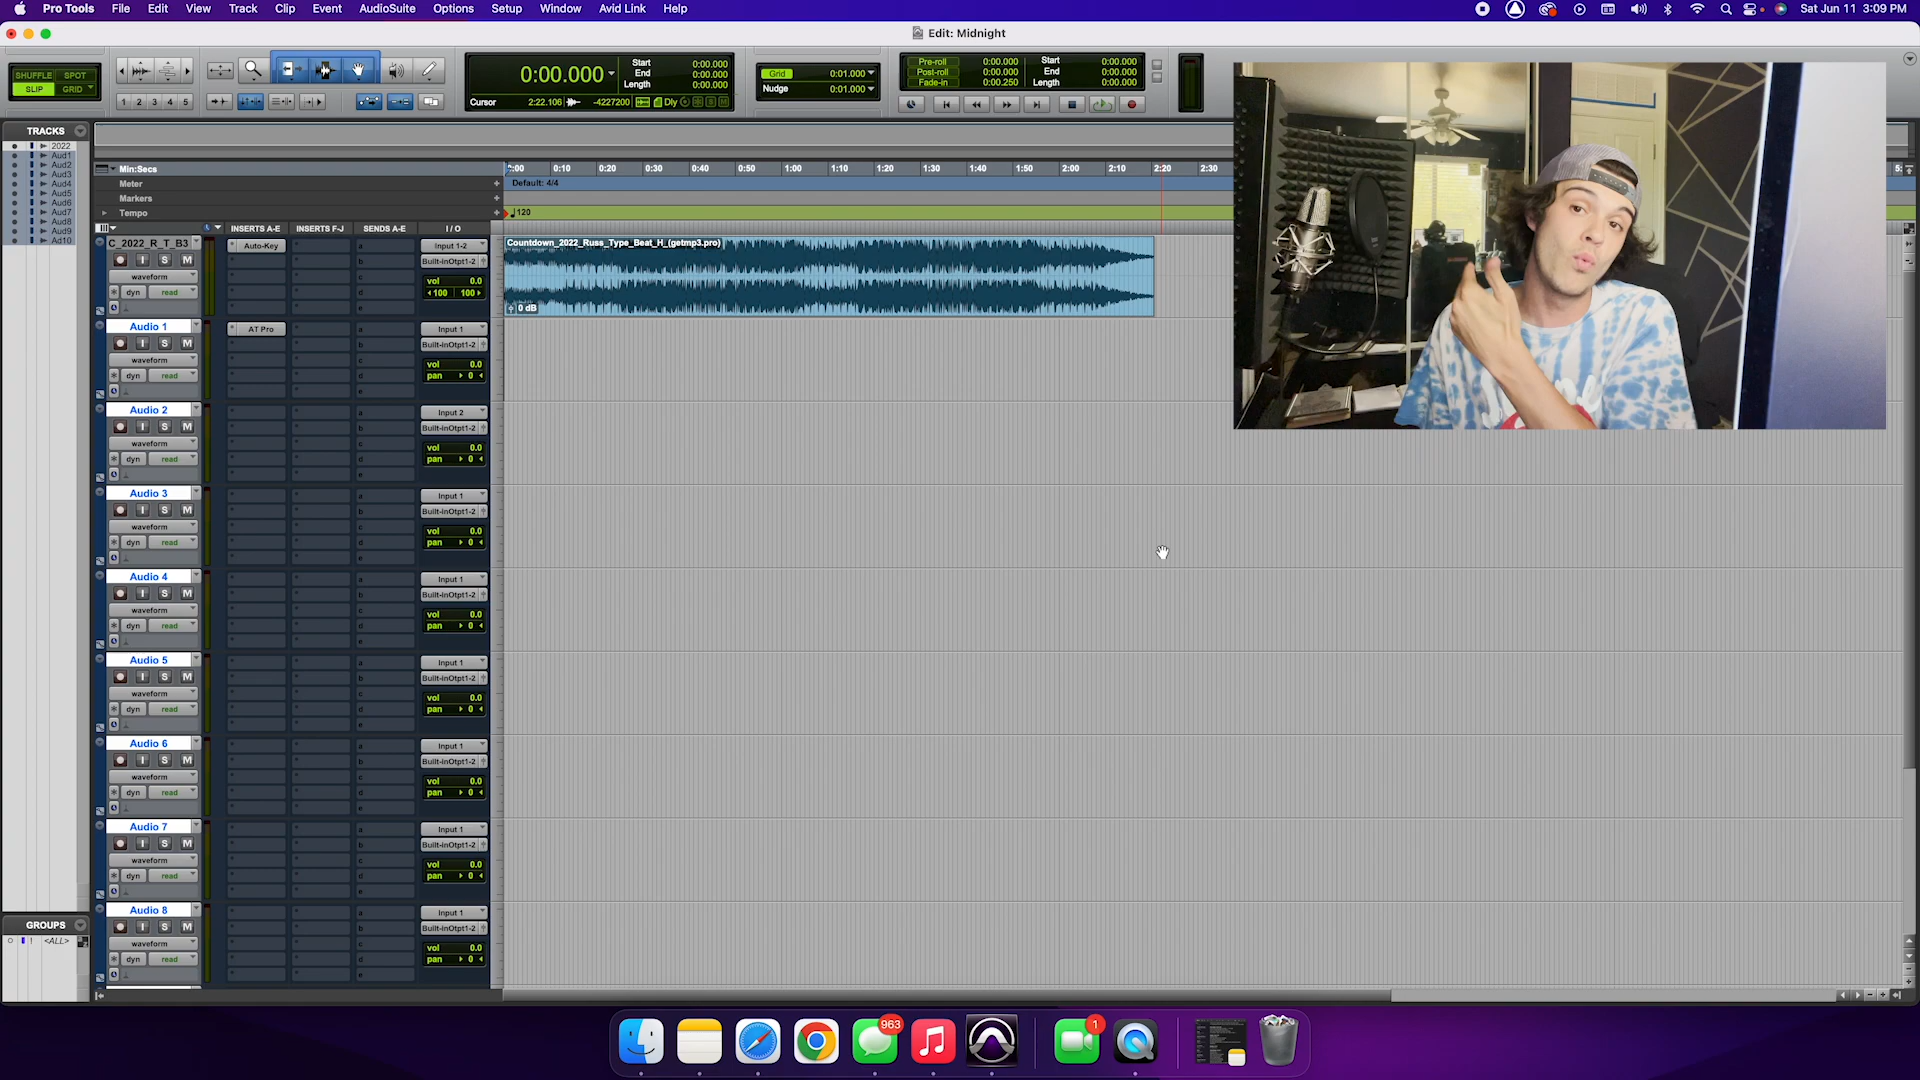 Pro Tools File Edit View Track Clip Event AudioSuite Options Setup Window Avid Link Help Sat Jun 11 3:09 PM
Edit: Midnight
SHUFFLE SPOT
SLIP GRID
1 2 3 4 5
0:00.000
Start 0:00.000
End 0:00.000
Length 0:00.000
Cursor 2:22.106 -4227200 Dly
Grid 0:01.000
Nudge 0:01.000
Pre-roll 0:00.000
Post-roll 0:00.000
Fade-in 0:00.250
Start 0:00.000
End 0:00.000
Length 0:00.000
TRACKS
2022
Aud1
Aud2
Aud3
Aud4
Aud5
Aud6
Aud7
Aud8
Aud9
Ad10
Min:Secs 0:00 0:10 0:20 0:30 0:40 0:50 1:00 1:10 1:20 1:30 1:40 1:50 2:00 2:10 2:20 2:30 5:
Meter Default: 4/4
Markers
Tempo 120
INSERTS A-E INSERTS F-J SENDS A-E I / O
C_2022_R_T_B3 Auto-Key a Input 1-2
I S M b Built-inOtpt1-2
waveform c vol 0.0
dyn read d 100 100
e
Countdown_2022_Russ_Type_Beat_H_(getmp3.pro)
0 dB
Audio 1 AT Pro a Input 1
I S M b Built-inOtpt1-2
waveform c vol 0.0
dyn read d pan 0
e
Audio 2 a Input 2
I S M b Built-inOtpt1-2
waveform c vol 0.0
dyn read d pan 0
e
Audio 3 a Input 1
I S M b Built-inOtpt1-2
waveform c vol 0.0
dyn read d pan 0
e
Audio 4 a Input 1
I S M b Built-inOtpt1-2
waveform c vol 0.0
dyn read d pan 0
e
Audio 5 a Input 1
I S M b Built-inOtpt1-2
waveform c vol 0.0
dyn read d pan 0
e
Audio 6 a Input 1
I S M b Built-inOtpt1-2
waveform c vol 0.0
dyn read d pan 0
e
Audio 7 a Input 1
I S M b Built-inOtpt1-2
waveform c vol 0.0
dyn read d pan 0
e
Audio 8 a Input 1
I S M b Built-inOtpt1-2
waveform c vol 0.0
dyn read d pan 0
e
GROUPS
! <ALL>
963
1